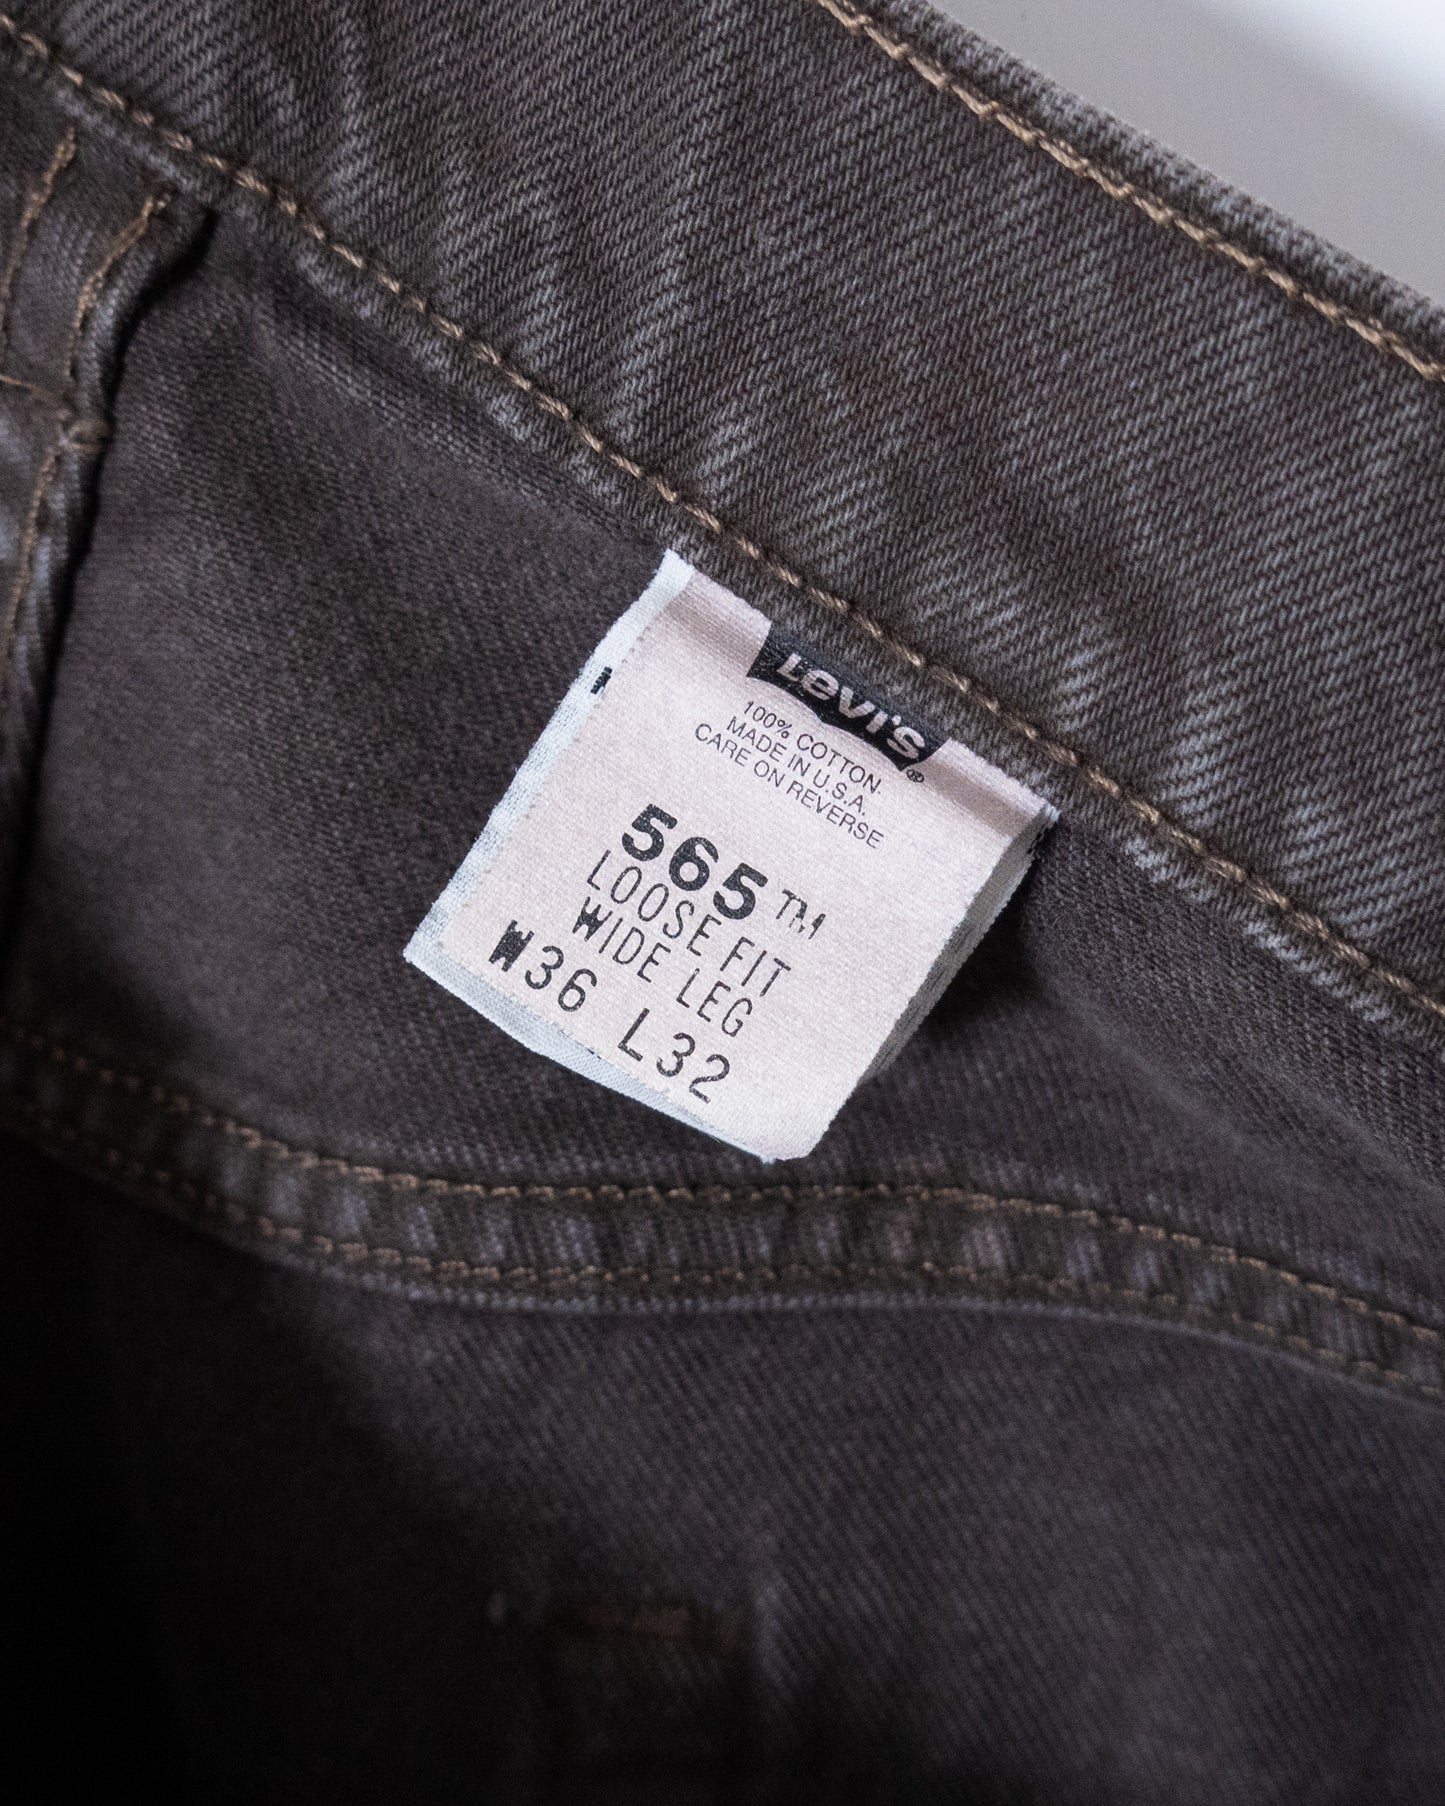 Levi's®
100% COTTON
MADE IN U.S.A.
CARE ON REVERSE
565™
LOOSE FIT
WIDE LEG
W36 L32